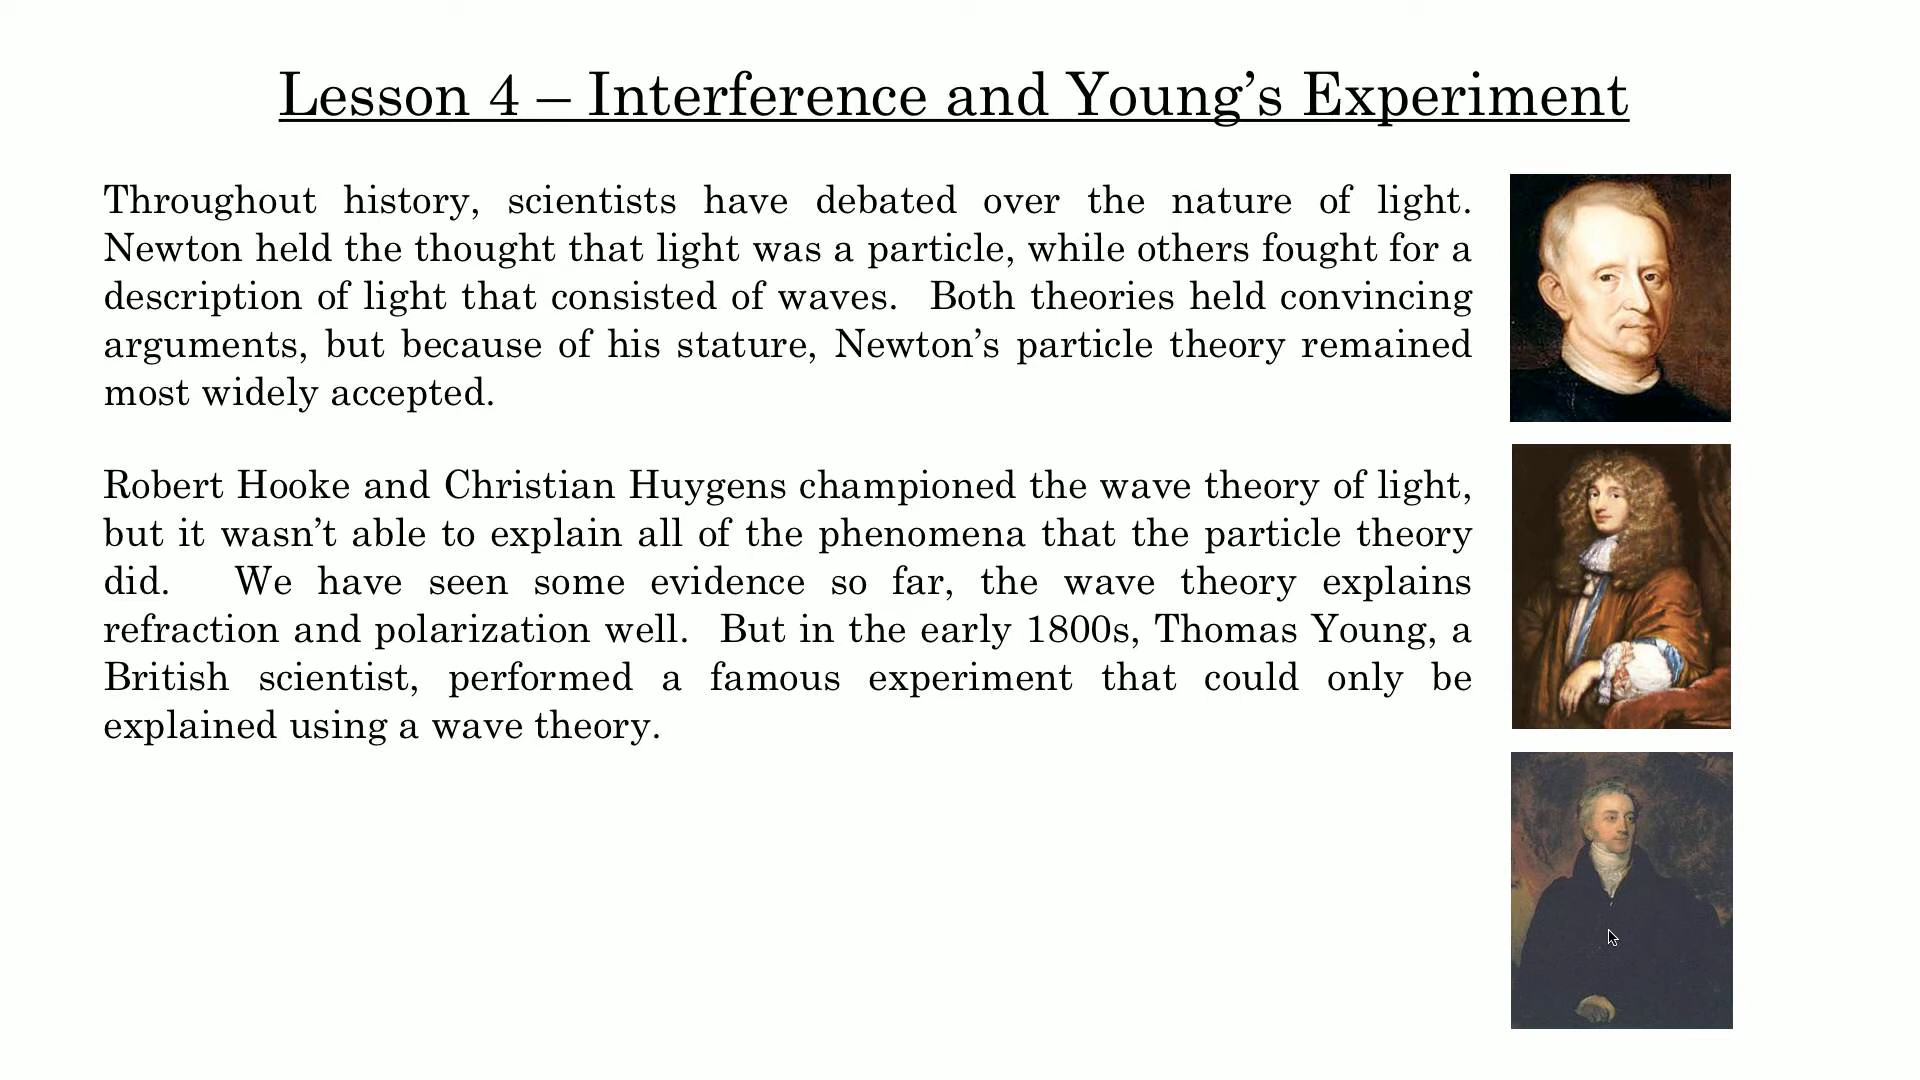 Lesson 4 – Interference and Young’s Experiment
Throughout history, scientists have debated over the nature of light.
Newton held the thought that light was a particle, while others fought for a
description of light that consisted of waves.  Both theories held convincing
arguments, but because of his stature, Newton’s particle theory remained
most widely accepted.
Robert Hooke and Christian Huygens championed the wave theory of light,
but it wasn’t able to explain all of the phenomena that the particle theory
did.  We have seen some evidence so far, the wave theory explains
refraction and polarization well.  But in the early 1800s, Thomas Young, a
British scientist, performed a famous experiment that could only be
explained using a wave theory.